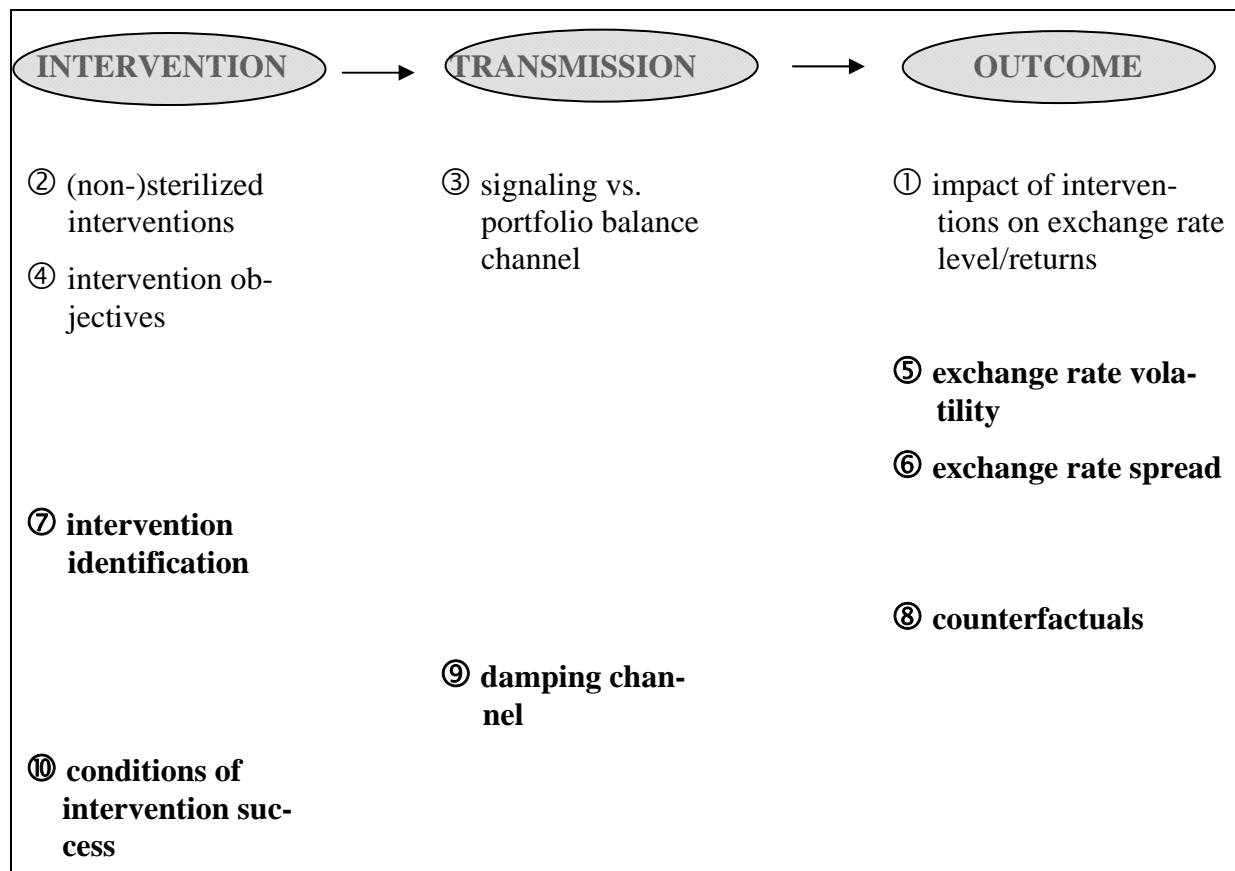 INTERVENTION
TRANSMISSION
OUTCOME
② (non-)sterilized
interventions
④ intervention ob-
jectives
③ signaling vs.
portfolio balance
channel
① impact of interven-
tions on exchange rate
level/returns
⑤ exchange rate vola-
tility
⑥ exchange rate spread
⑦ intervention
identification
⑧ counterfactuals
⑨ damping chan-
nel
⑩ conditions of
intervention suc-
cess